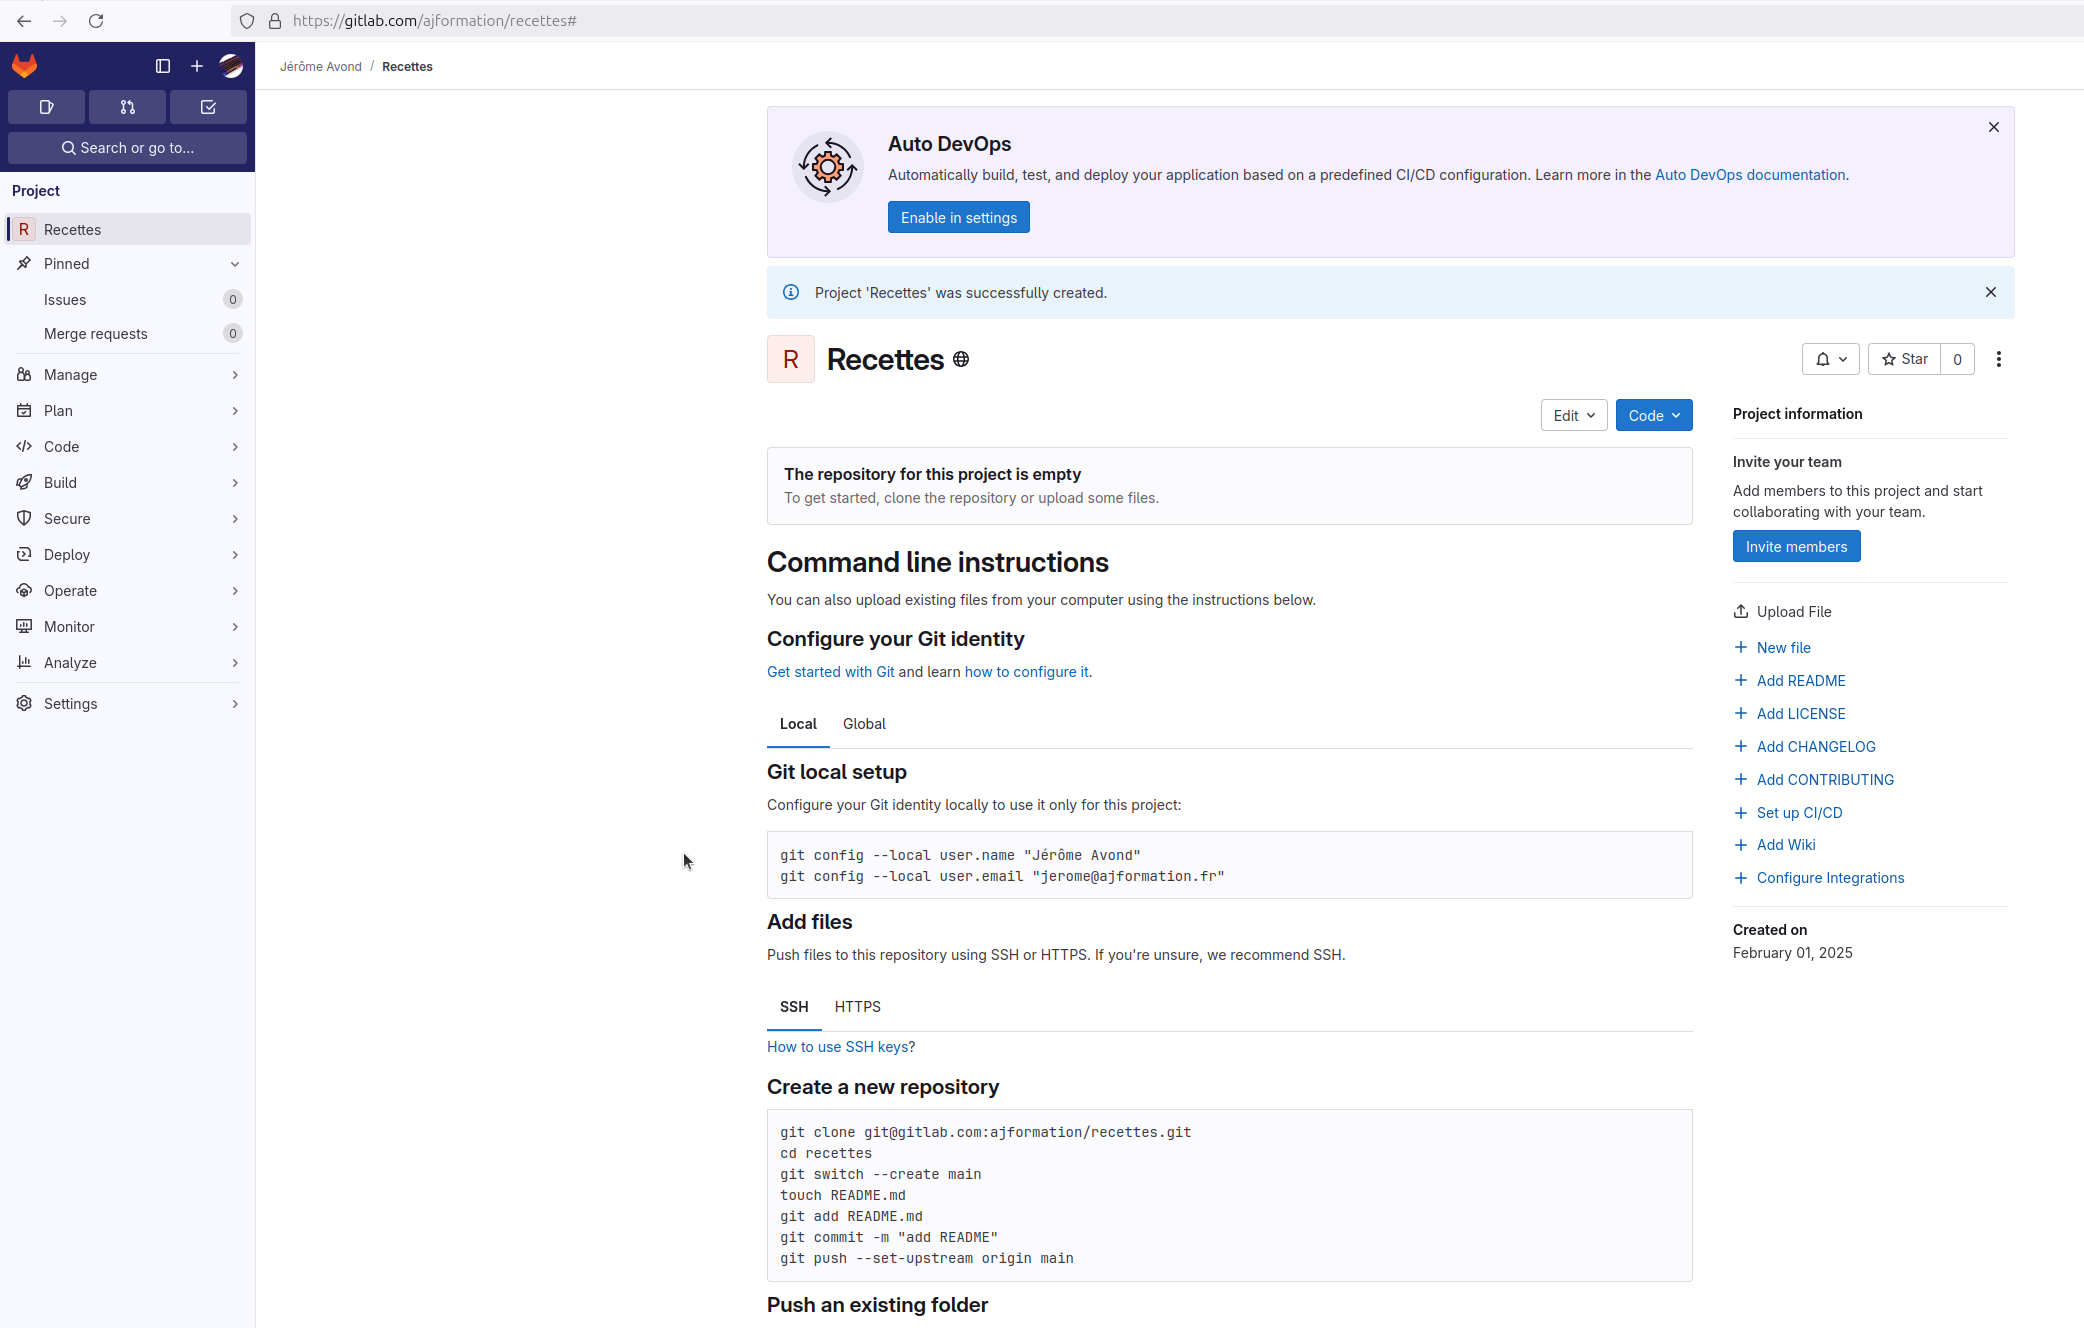 https://gitlab.com/ajformation/recettes#
Search or go to...
Project
R Recettes
Pinned
Issues 0
Merge requests 0
Manage
Plan
Code
Build
Secure
Deploy
Operate
Monitor
Analyze
Settings
Jérôme Avond / Recettes
Auto DevOps
Automatically build, test, and deploy your application based on a predefined CI/CD configuration. Learn more in the Auto DevOps documentation.
Enable in settings
Project 'Recettes' was successfully created.
R Recettes
Star 0
Edit Code
The repository for this project is empty
To get started, clone the repository or upload some files.
Command line instructions
You can also upload existing files from your computer using the instructions below.
Configure your Git identity
Get started with Git and learn how to configure it.
Local Global
Git local setup
Configure your Git identity locally to use it only for this project:
git config --local user.name "Jérôme Avond"
git config --local user.email "jerome@ajformation.fr"
Add files
Push files to this repository using SSH or HTTPS. If you're unsure, we recommend SSH.
SSH HTTPS
How to use SSH keys?
Create a new repository
git clone git@gitlab.com:ajformation/recettes.git
cd recettes
git switch --create main
touch README.md
git add README.md
git commit -m "add README"
git push --set-upstream origin main
Push an existing folder
Project information
Invite your team
Add members to this project and start
collaborating with your team.
Invite members
Upload File
New file
Add README
Add LICENSE
Add CHANGELOG
Add CONTRIBUTING
Set up CI/CD
Add Wiki
Configure Integrations
Created on
February 01, 2025